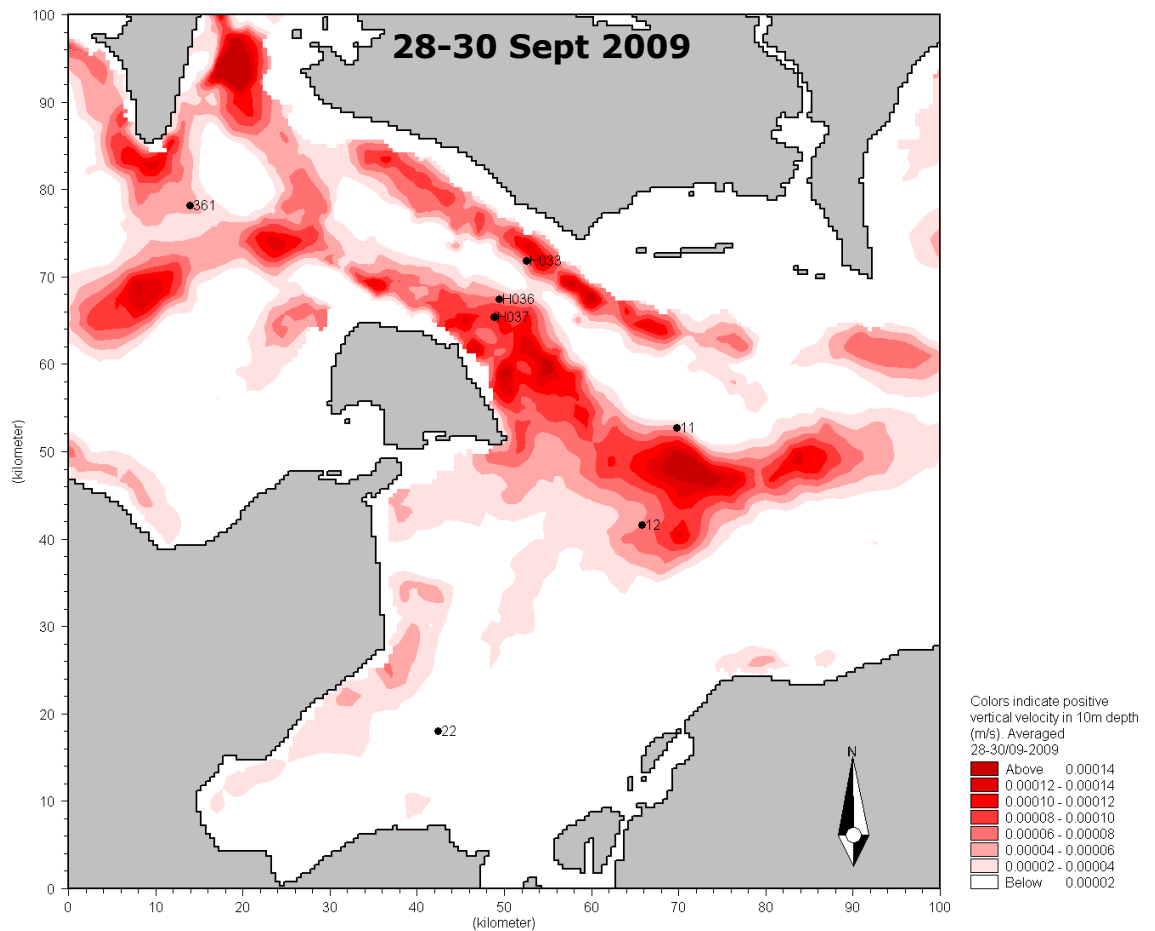 28-30 Sept 2009
100
90
80
70
60
50
40
30
20
10
0
(kilometer)
361
H033
H036
H037
11
12
22
N
0 10 20 30 40 50 60 70 80 90 100
(kilometer)
Colors indicate positive
vertical velocity in 10m depth
(m/s). Averaged
28-30/09-2009
Above 0.00014
0.00012 - 0.00014
0.00010 - 0.00012
0.00008 - 0.00010
0.00006 - 0.00008
0.00004 - 0.00006
0.00002 - 0.00004
Below 0.00002